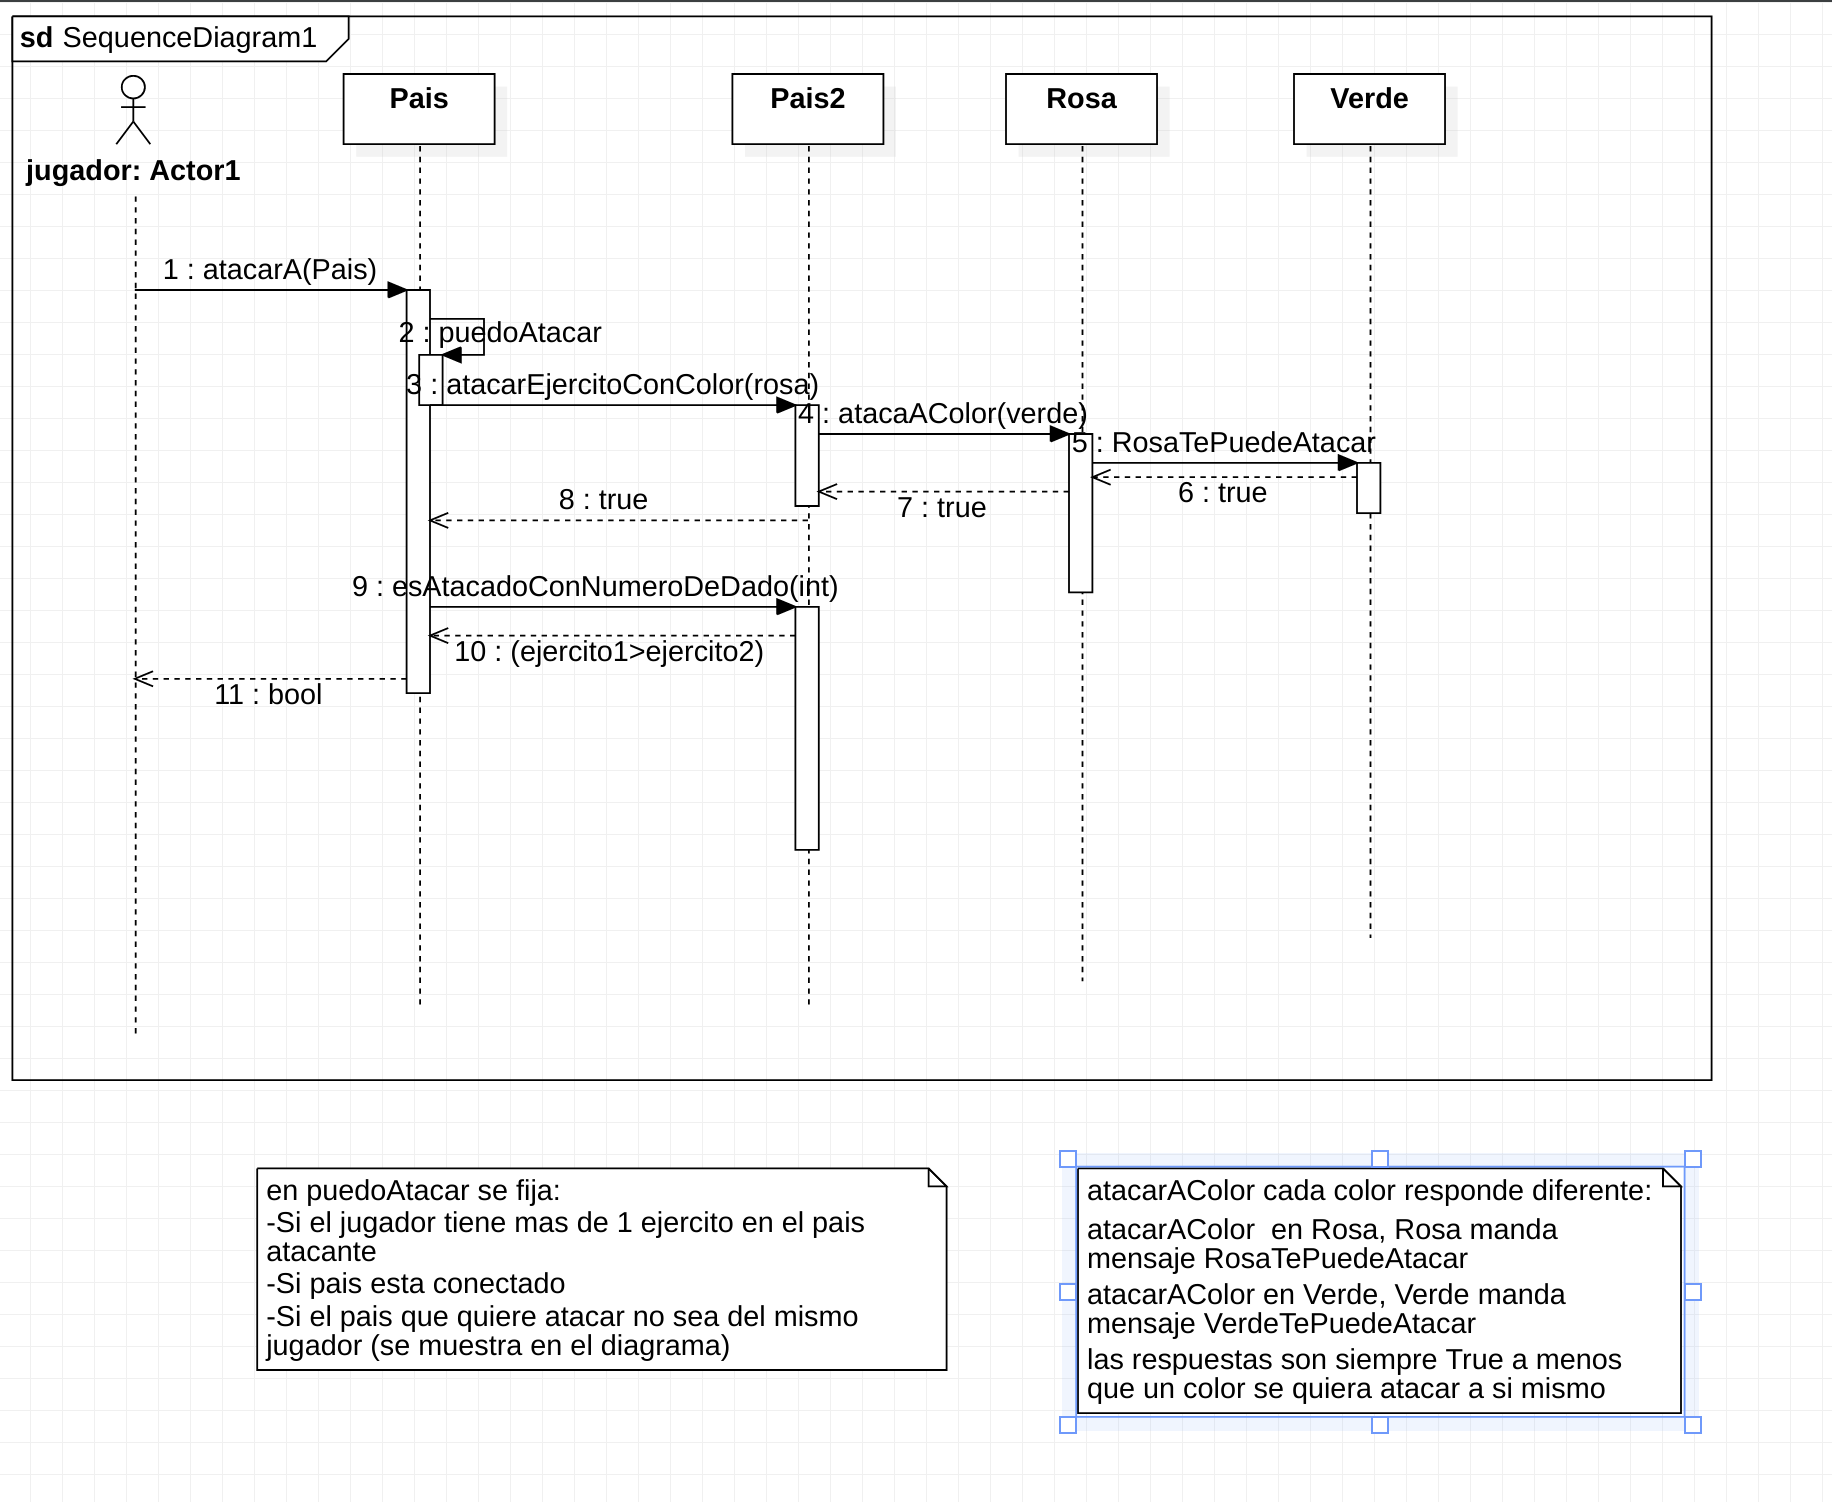 sd SequenceDiagram1
Pais
Pais2
Rosa
Verde
jugador: Actor1
1 : atacarA(Pais)
2 : puedoAtacar
3 : atacarEjercitoConColor(rosa)
4 : atacaAColor(verde)
5 : RosaTePuedeAtacar
6 : true
7 : true
8 : true
9 : esAtacadoConNumeroDeDado(int)
10 : (ejercito1>ejercito2)
11 : bool
en puedoAtacar se fija:
-Si el jugador tiene mas de 1 ejercito en el pais
atacante
-Si pais esta conectado
-Si el pais que quiere atacar no sea del mismo
jugador (se muestra en el diagrama)
atacarAColor cada color responde diferente:
atacarAColor  en Rosa, Rosa manda
mensaje RosaTePuedeAtacar
atacarAColor en Verde, Verde manda
mensaje VerdeTePuedeAtacar
las respuestas son siempre True a menos
que un color se quiera atacar a si mismo